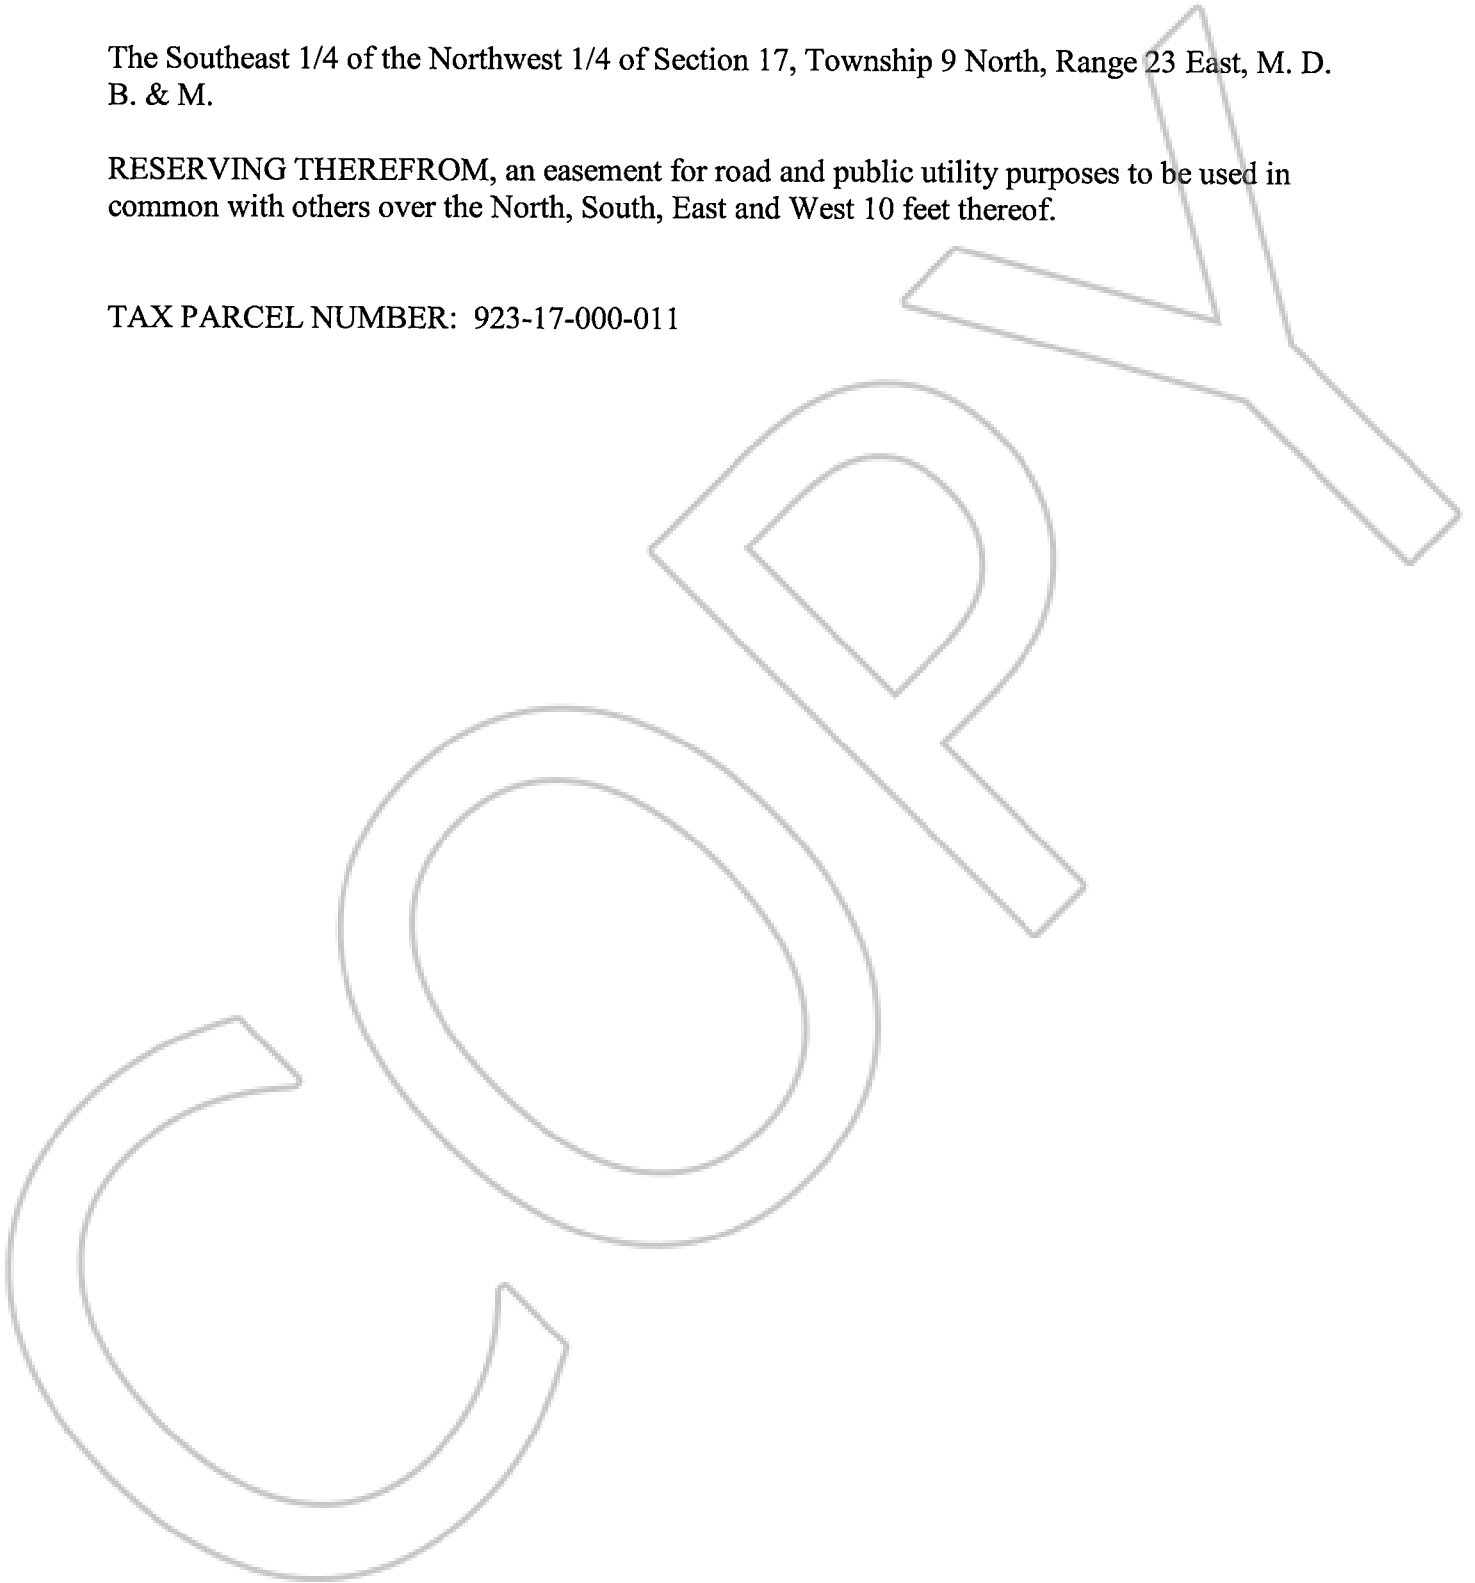 The Southeast 1/4 of the Northwest 1/4 of Section 17, Township 9 North, Range 23 East, M. D.
B. & M.
RESERVING THEREFROM, an easement for road and public utility purposes to be used in
common with others over the North, South, East and West 10 feet thereof.
TAX PARCEL NUMBER: 923-17-000-011
COPY